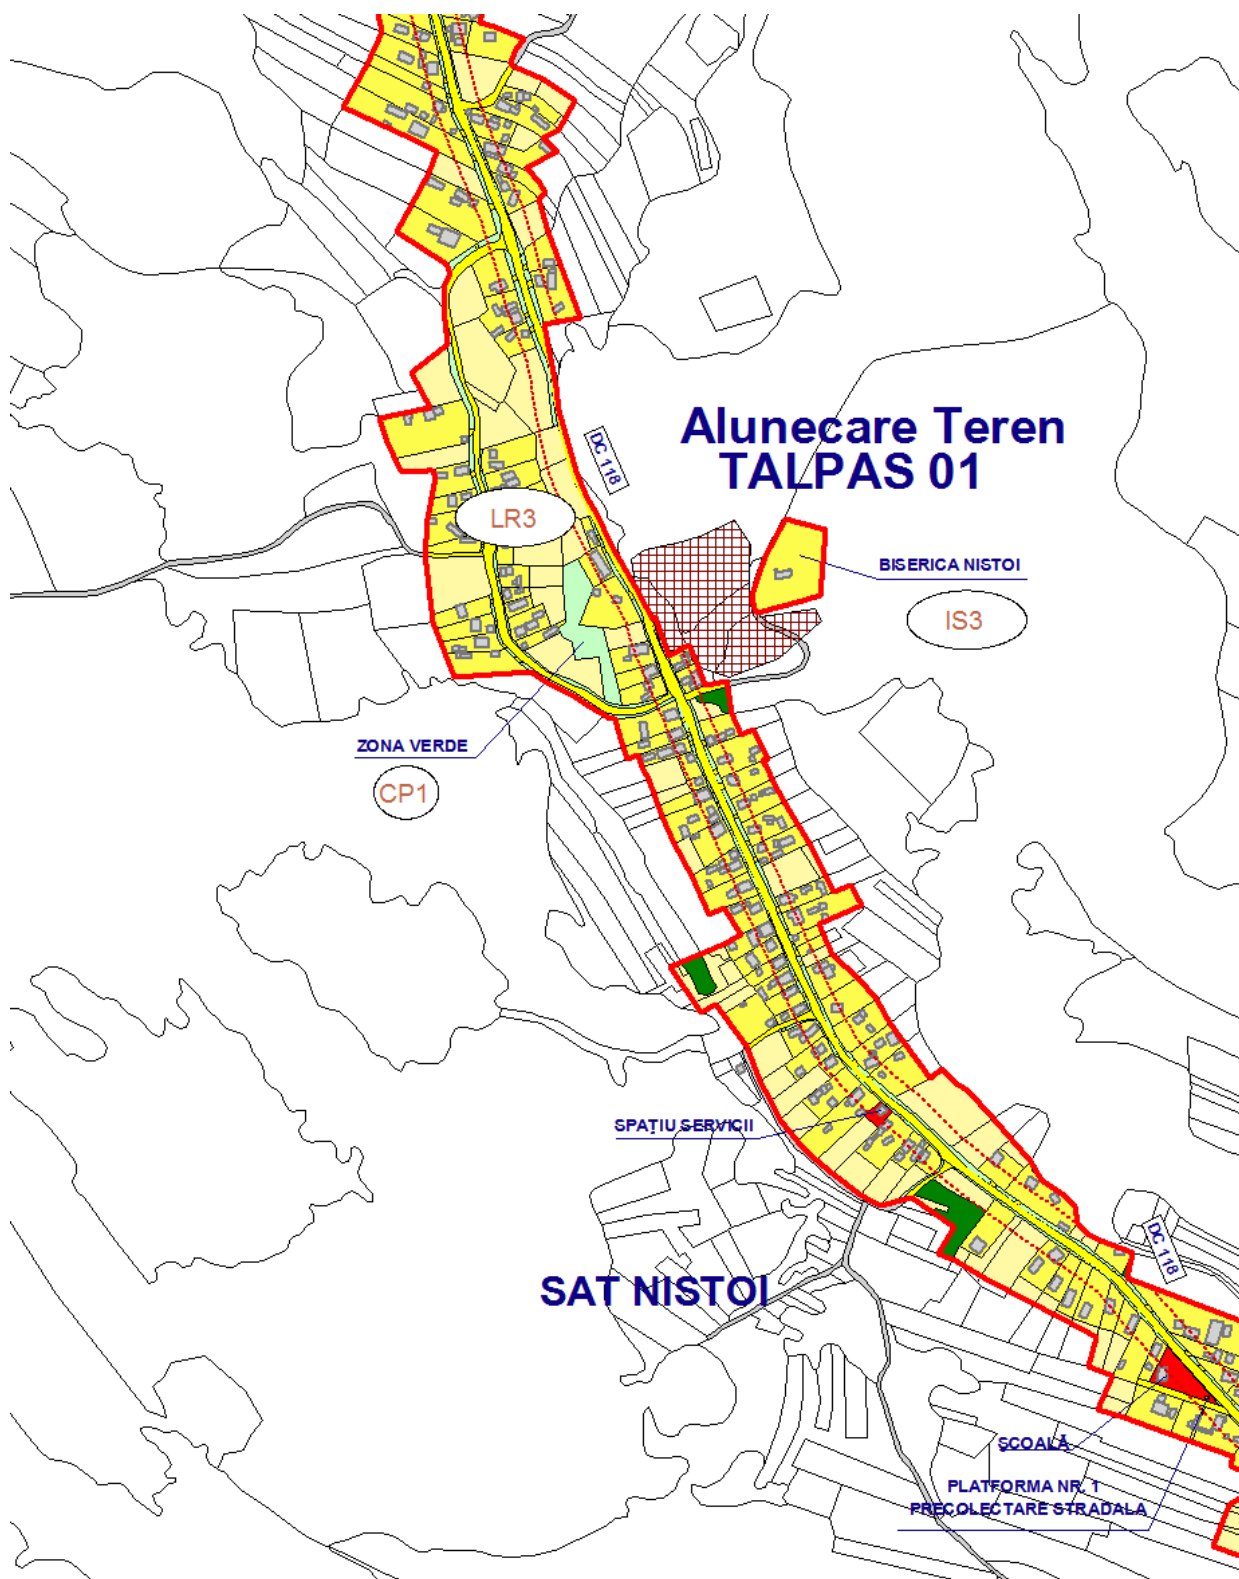 Alunecare Teren
TALPAS 01
DC 118
LR3
BISERICA NISTOI
IS3
ZONA VERDE
CP1
SPAȚIU SERVICII
DC 118
SAT NISTOI
ȘCOALĂ
PLATFORMA NR. 1
PRECOLECTARE STRADALA